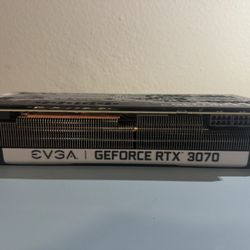 EVGA | GEFORCE RTX 3070